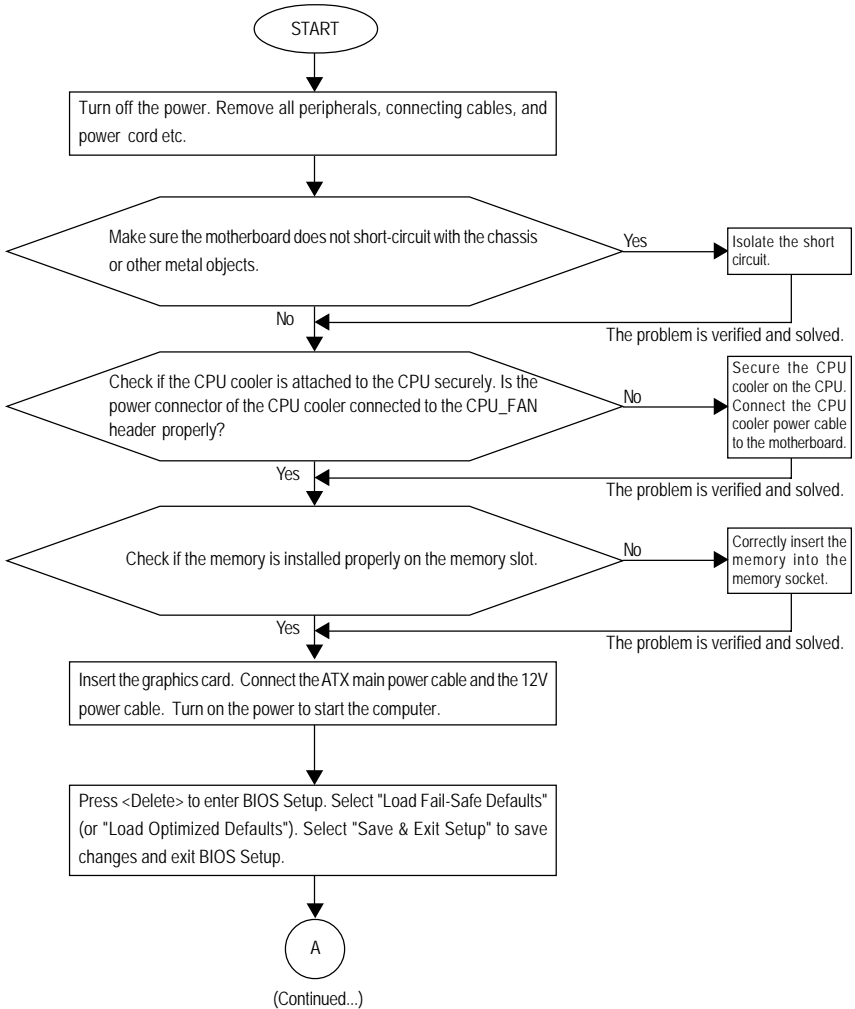 START
Turn off the power. Remove all peripherals, connecting cables, and
power cord etc.
Make sure the motherboard does not short-circuit with the chassis
or other metal objects.
Yes
Isolate the short
circuit.
No
The problem is verified and solved.
Check if the CPU cooler is attached to the CPU securely. Is the
power connector of the CPU cooler connected to the CPU_FAN
header properly?
No
Secure the CPU
cooler on the CPU.
Connect the CPU
cooler power cable
to the motherboard.
Yes
The problem is verified and solved.
Check if the memory is installed properly on the memory slot.
No
Correctly insert the
memory into the
memory socket.
Yes
The problem is verified and solved.
Insert the graphics card. Connect the ATX main power cable and the 12V
power cable. Turn on the power to start the computer.
Press <Delete> to enter BIOS Setup. Select "Load Fail-Safe Defaults"
(or "Load Optimized Defaults"). Select "Save & Exit Setup" to save
changes and exit BIOS Setup.
A
(Continued...)